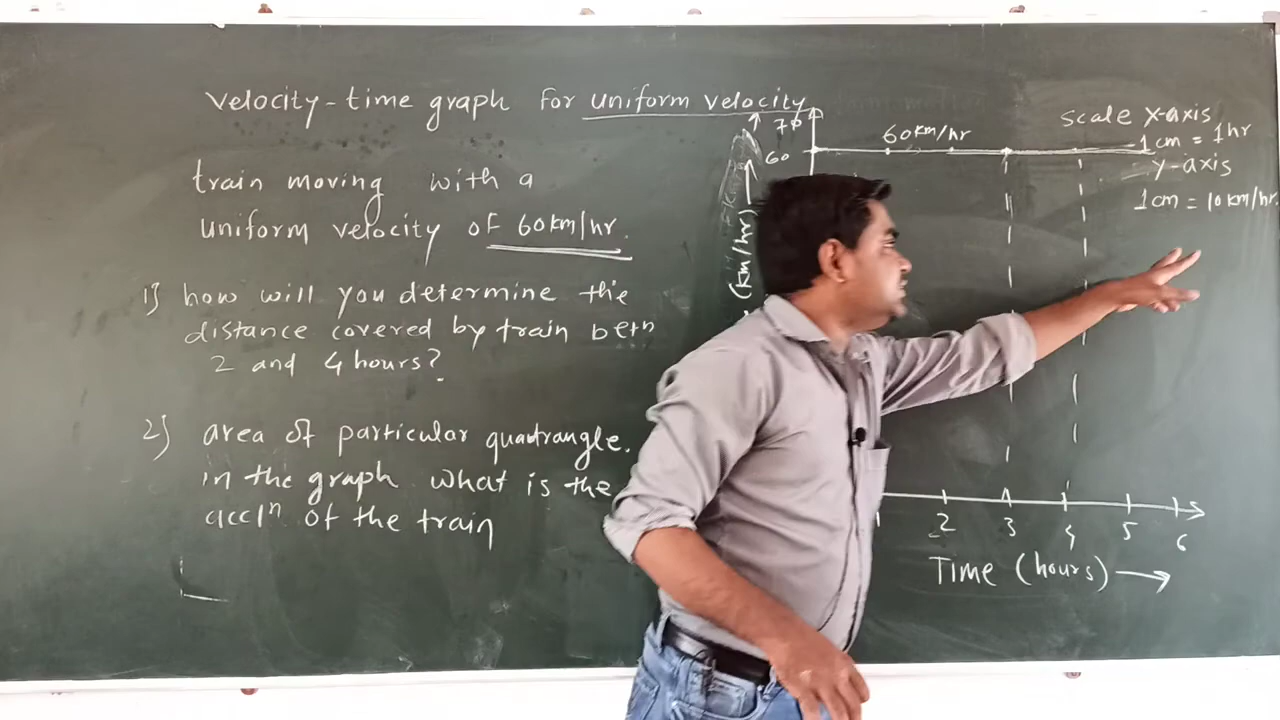 velocity-time graph for uniform velocity
train moving with a
uniform velocity of 60km/hr.
1) how will you determine the
distance covered by train betn
2 and 4 hours?
2) area of particular quadrangle.
in the graph. what is the
accln of the train
70
60
60km/hr
(km/hr)
scale x-axis
1cm = 1hr
y-axis
1cm = 10km/hr.
2 3 4 5 6
Time (hours)